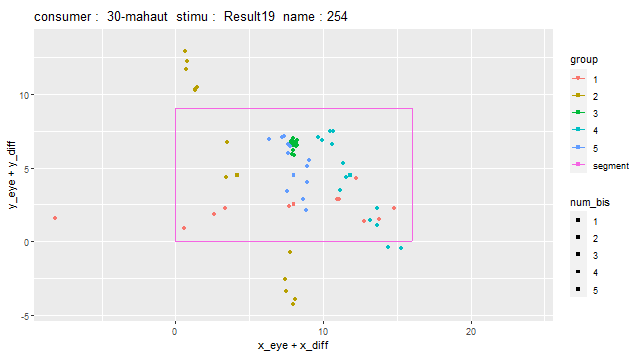 consumer :  30-mahaut  stimu :  Result19  name : 254
10
5
0
-5
y_eye + y_diff
0
10
20
x_eye + x_diff
group
1
2
3
4
5
segment
num_bis
1
2
3
4
5